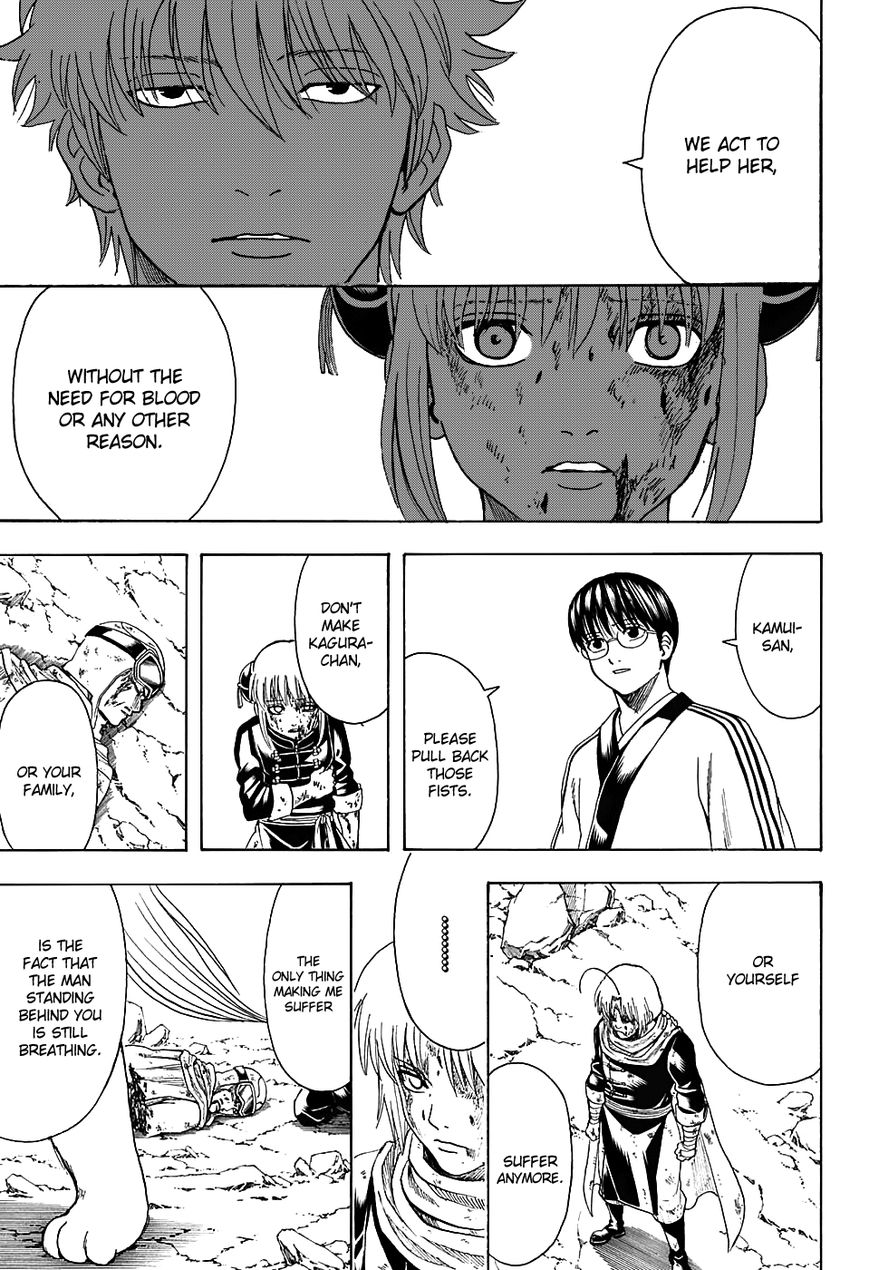 WE ACT TO
HELP HER,
WITHOUT THE
NEED FOR BLOOD
OR ANY OTHER
REASON.
KAMUI-
SAN,
PLEASE
PULL BACK
THOSE
FISTS.
DON'T
MAKE
KAGURA-
CHAN,
OR YOUR
FAMILY,
OR
YOURSELF
SUFFER
ANYMORE.
THE
ONLY THING
MAKING ME
SUFFER
IS THE
FACT THAT
THE MAN
STANDING
BEHIND YOU
IS STILL
BREATHING.